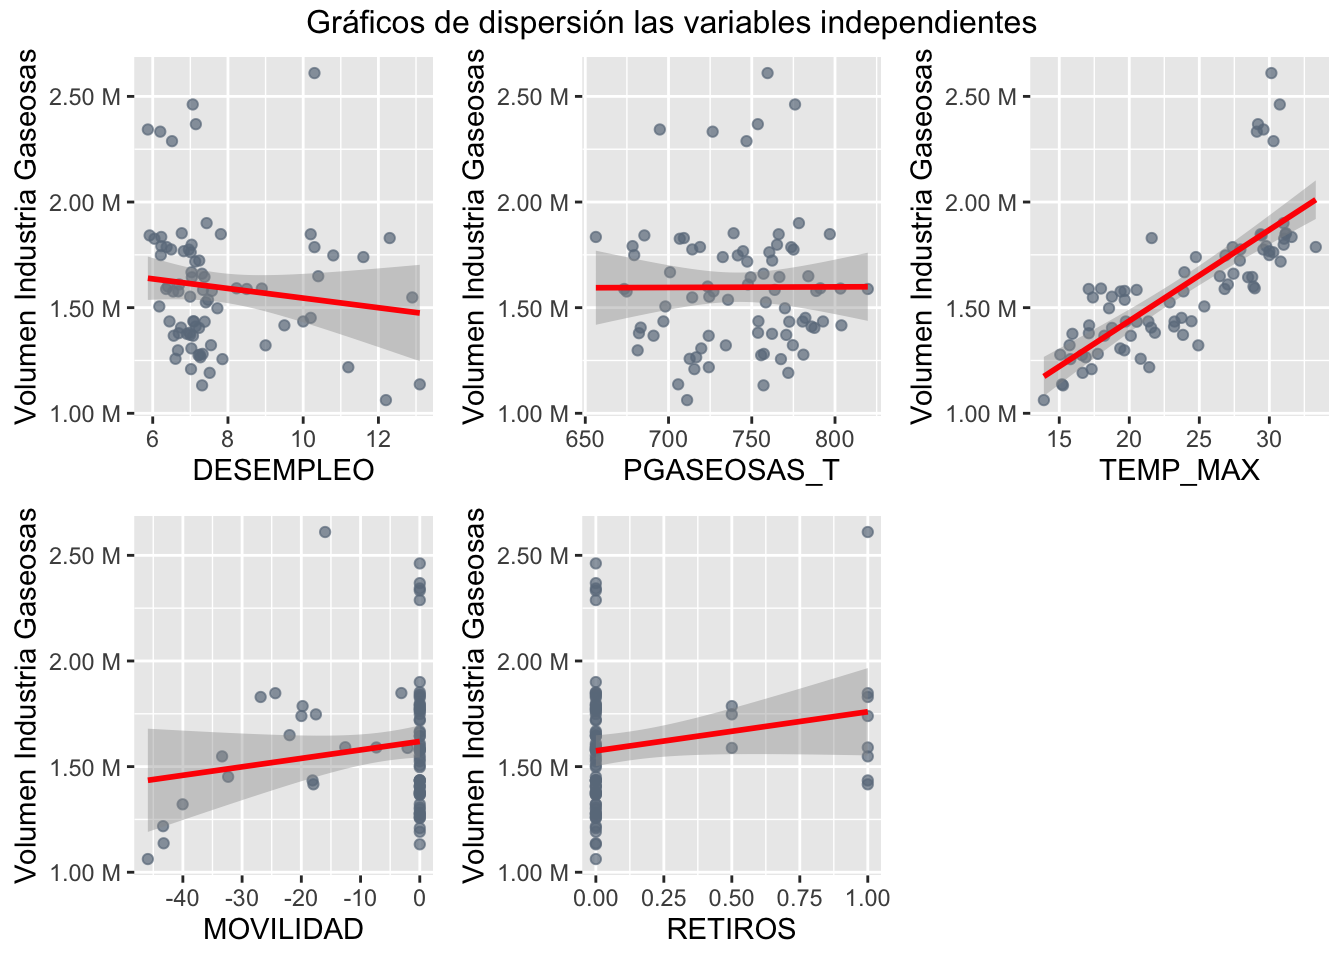 Gráficos de dispersión las variables independientes
Volumen Industria Gaseosas
2.50 M
2.00 M
1.50 M
1.00 M
6 8 10 12
DESEMPLEO
Volumen Industria Gaseosas
2.50 M
2.00 M
1.50 M
1.00 M
650 700 750 800
PGASEOSAS_T
Volumen Industria Gaseosas
2.50 M
2.00 M
1.50 M
1.00 M
15 20 25 30
TEMP_MAX
Volumen Industria Gaseosas
2.50 M
2.00 M
1.50 M
1.00 M
-40 -30 -20 -10 0
MOVILIDAD
Volumen Industria Gaseosas
2.50 M
2.00 M
1.50 M
1.00 M
0.00 0.25 0.50 0.75 1.00
RETIROS